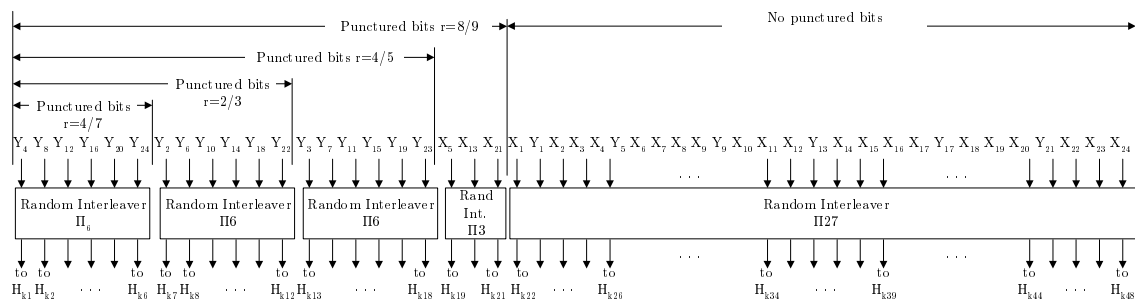 Punctured bits r=8/9
No punctured bits
Punctured bits r=4/5
Punctured bits
r=2/3
Punctured bits
r=4/7
Y4 Y8 Y12 Y16 Y20 Y24 Y2 Y6 Y10 Y14 Y18 Y22 Y3 Y7 Y11 Y15 Y19 Y23 X5 X13 X21 X1 Y1 X2 X3 X4 Y5 X6 X7 X8 X9 Y9 X10 X11 X12 Y13 X14 X15 X16 X17 Y17 X18 X19 X20 Y21 X22 X23 X24
. . . . . .
Random Interleaver
Π6
Random Interleaver
Π6
Random Interleaver
Π6
Rand
Int.
Π3
Random Interleaver
Π27
. . . . . .
to to to to to to to to to to to to to to to to
Hk1 Hk2 . . . Hk6 Hk7 Hk8 . . . Hk12 Hk13 . . . Hk18 Hk19 Hk21 Hk22 . . . Hk26 Hk34 . . . Hk39 Hk44 . . . Hk48